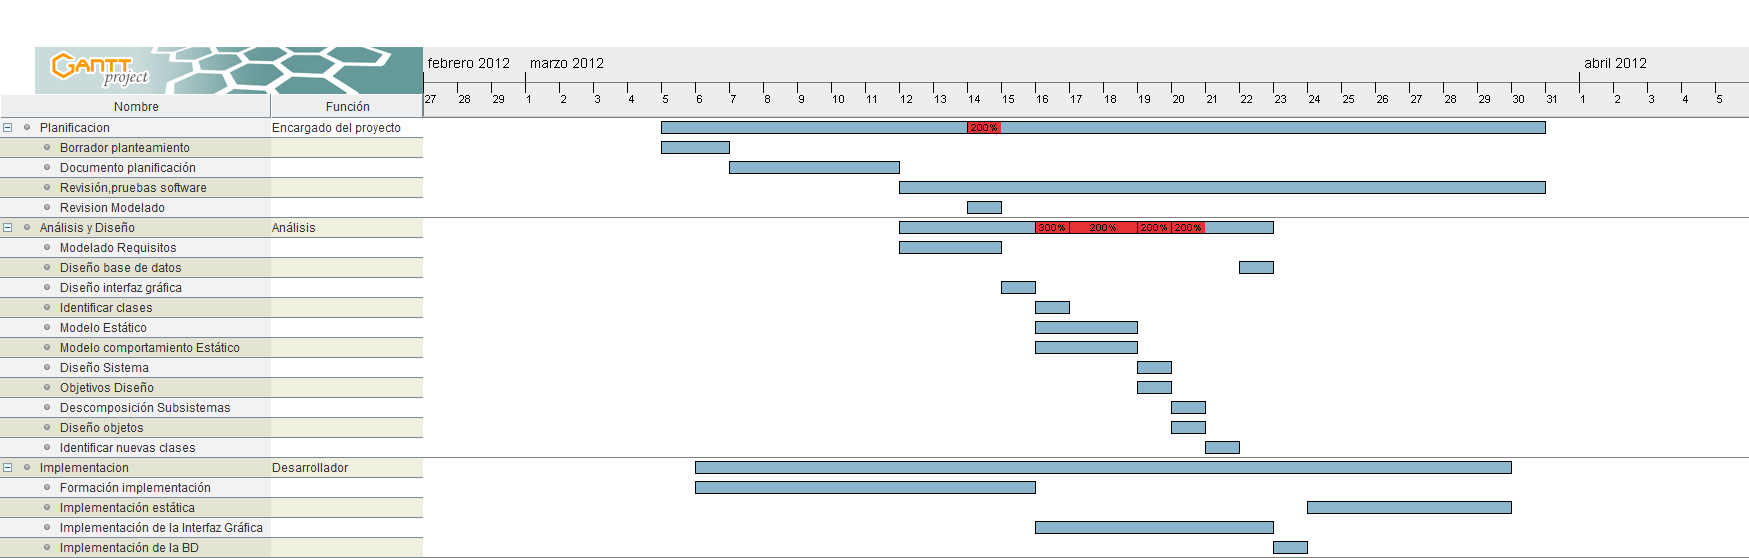 GANTT
project
febrero 2012 marzo 2012 abril 2012
27 28 29 1 2 3 4 5 6 7 8 9 10 11 12 13 14 15 16 17 18 19 20 21 22 23 24 25 26 27 28 29 30 31 1 2 3 4 5
Nombre Función
Planificacion Encargado del proyecto 200%
Borrador planteamiento
Documento planificación
Revisión,pruebas software
Revision Modelado
Análisis y Diseño Análisis 300% 200% 200% 200%
Modelado Requisitos
Diseño base de datos
Diseño interfaz gráfica
Identificar clases
Modelo Estático
Modelo comportamiento Estático
Diseño Sistema
Objetivos Diseño
Descomposición Subsistemas
Diseño objetos
Identificar nuevas clases
Implementacion Desarrollador
Formación implementación
Implementación estática
Implementación de la Interfaz Gráfica
Implementación de la BD